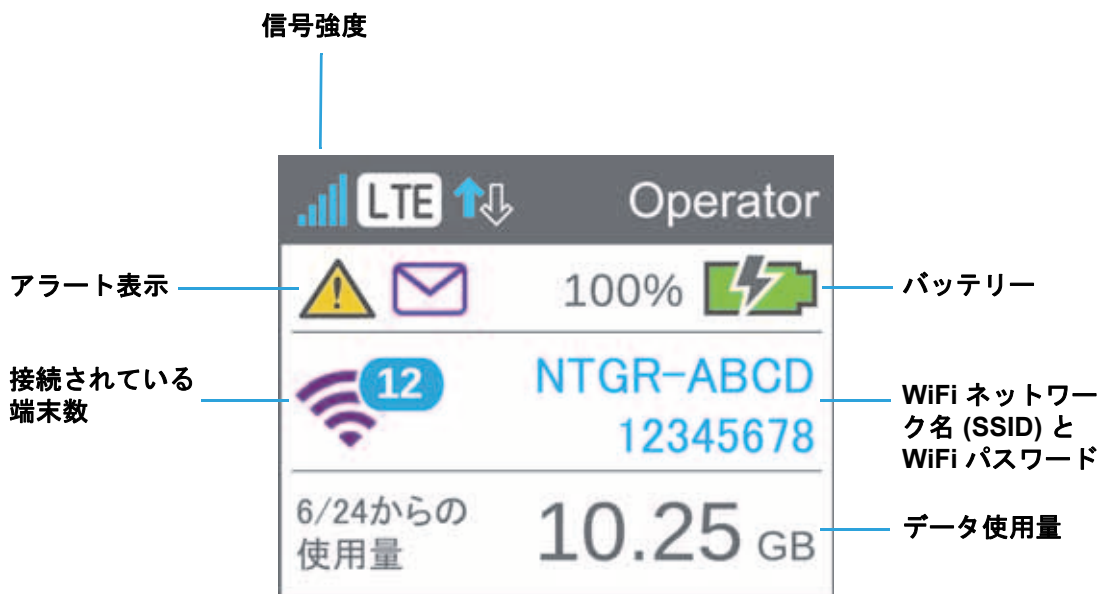 信号強度
LTE Operator
アラート表示
100%
バッテリー
接続されている
端末数
12
NTGR-ABCD
12345678
WiFi ネットワー
ク名 (SSID) と
WiFi パスワード
6/24からの
使用量
10.25 GB
データ使用量